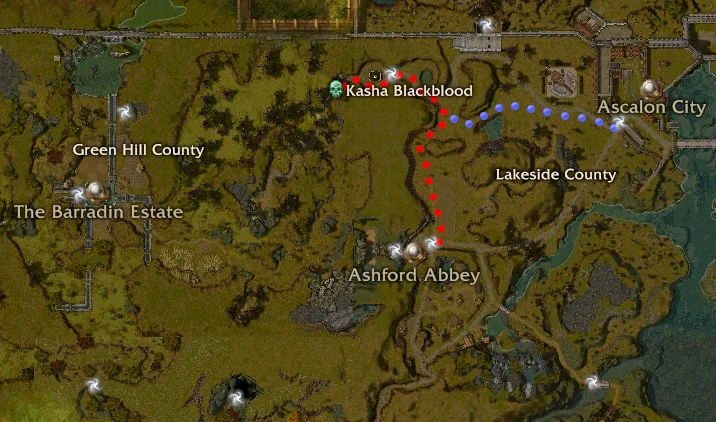 Kasha Blackblood
Ascalon City
Green Hill County
Lakeside County
The Barradin Estate
Ashford Abbey